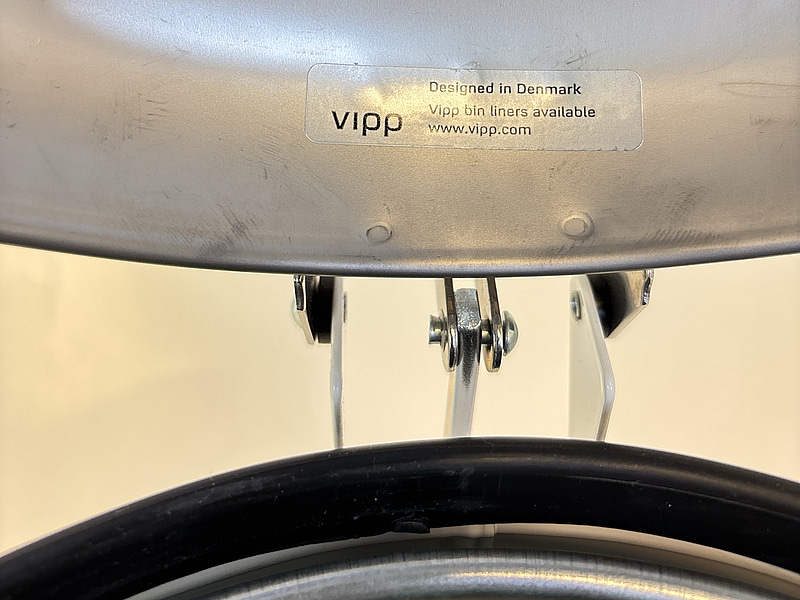 vipp
Designed in Denmark
Vipp bin liners available
www.vipp.com